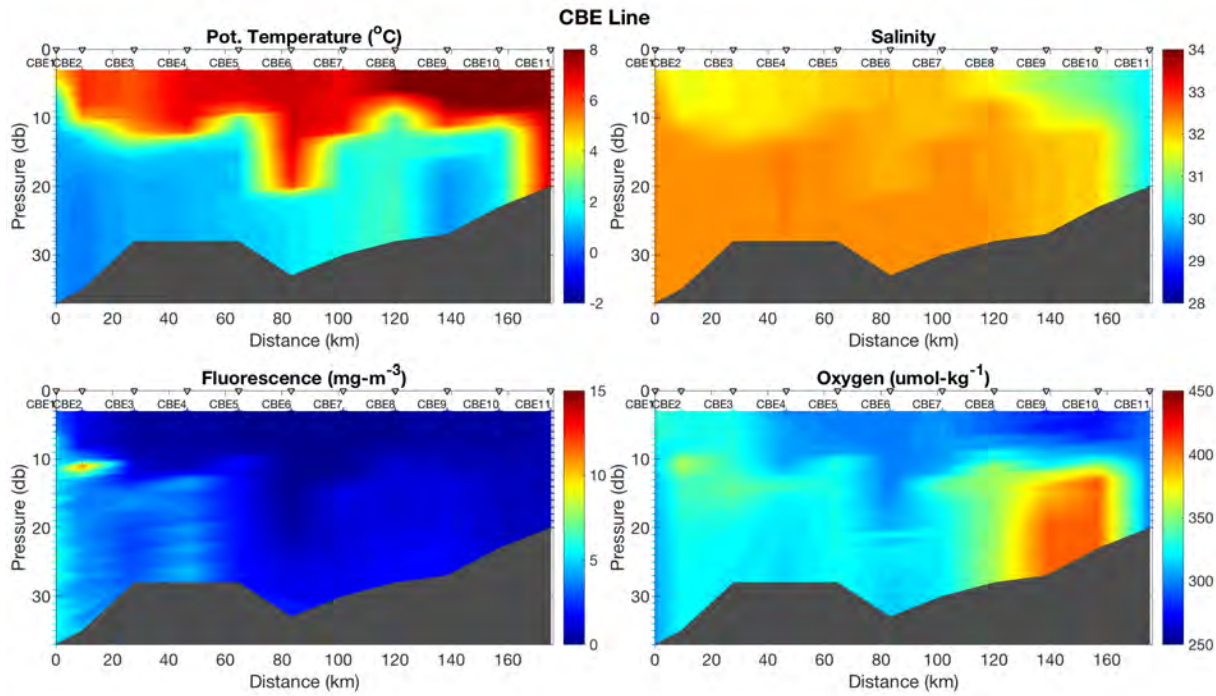 CBE Line
Pot. Temperature (°C)
0
CBE1 CBE2 CBE3 CBE4 CBE5 CBE6 CBE7 CBE8 CBE9 CBE10 CBE11
10
20
30
Pressure (db)
0 20 40 60 80 100 120 140 160
Distance (km)
8
6
4
2
0
-2
Salinity
0
CBE1 CBE2 CBE3 CBE4 CBE5 CBE6 CBE7 CBE8 CBE9 CBE10 CBE11
10
20
30
Pressure (db)
0 20 40 60 80 100 120 140 160
Distance (km)
34
33
32
31
30
29
28
Fluorescence (mg-m⁻³)
0
CBE1 CBE2 CBE3 CBE4 CBE5 CBE6 CBE7 CBE8 CBE9 CBE10 CBE11
10
20
30
Pressure (db)
0 20 40 60 80 100 120 140 160
Distance (km)
15
10
5
0
Oxygen (umol-kg⁻¹)
0
CBE1 CBE2 CBE3 CBE4 CBE5 CBE6 CBE7 CBE8 CBE9 CBE10 CBE11
10
20
30
Pressure (db)
0 20 40 60 80 100 120 140 160
Distance (km)
450
400
350
300
250